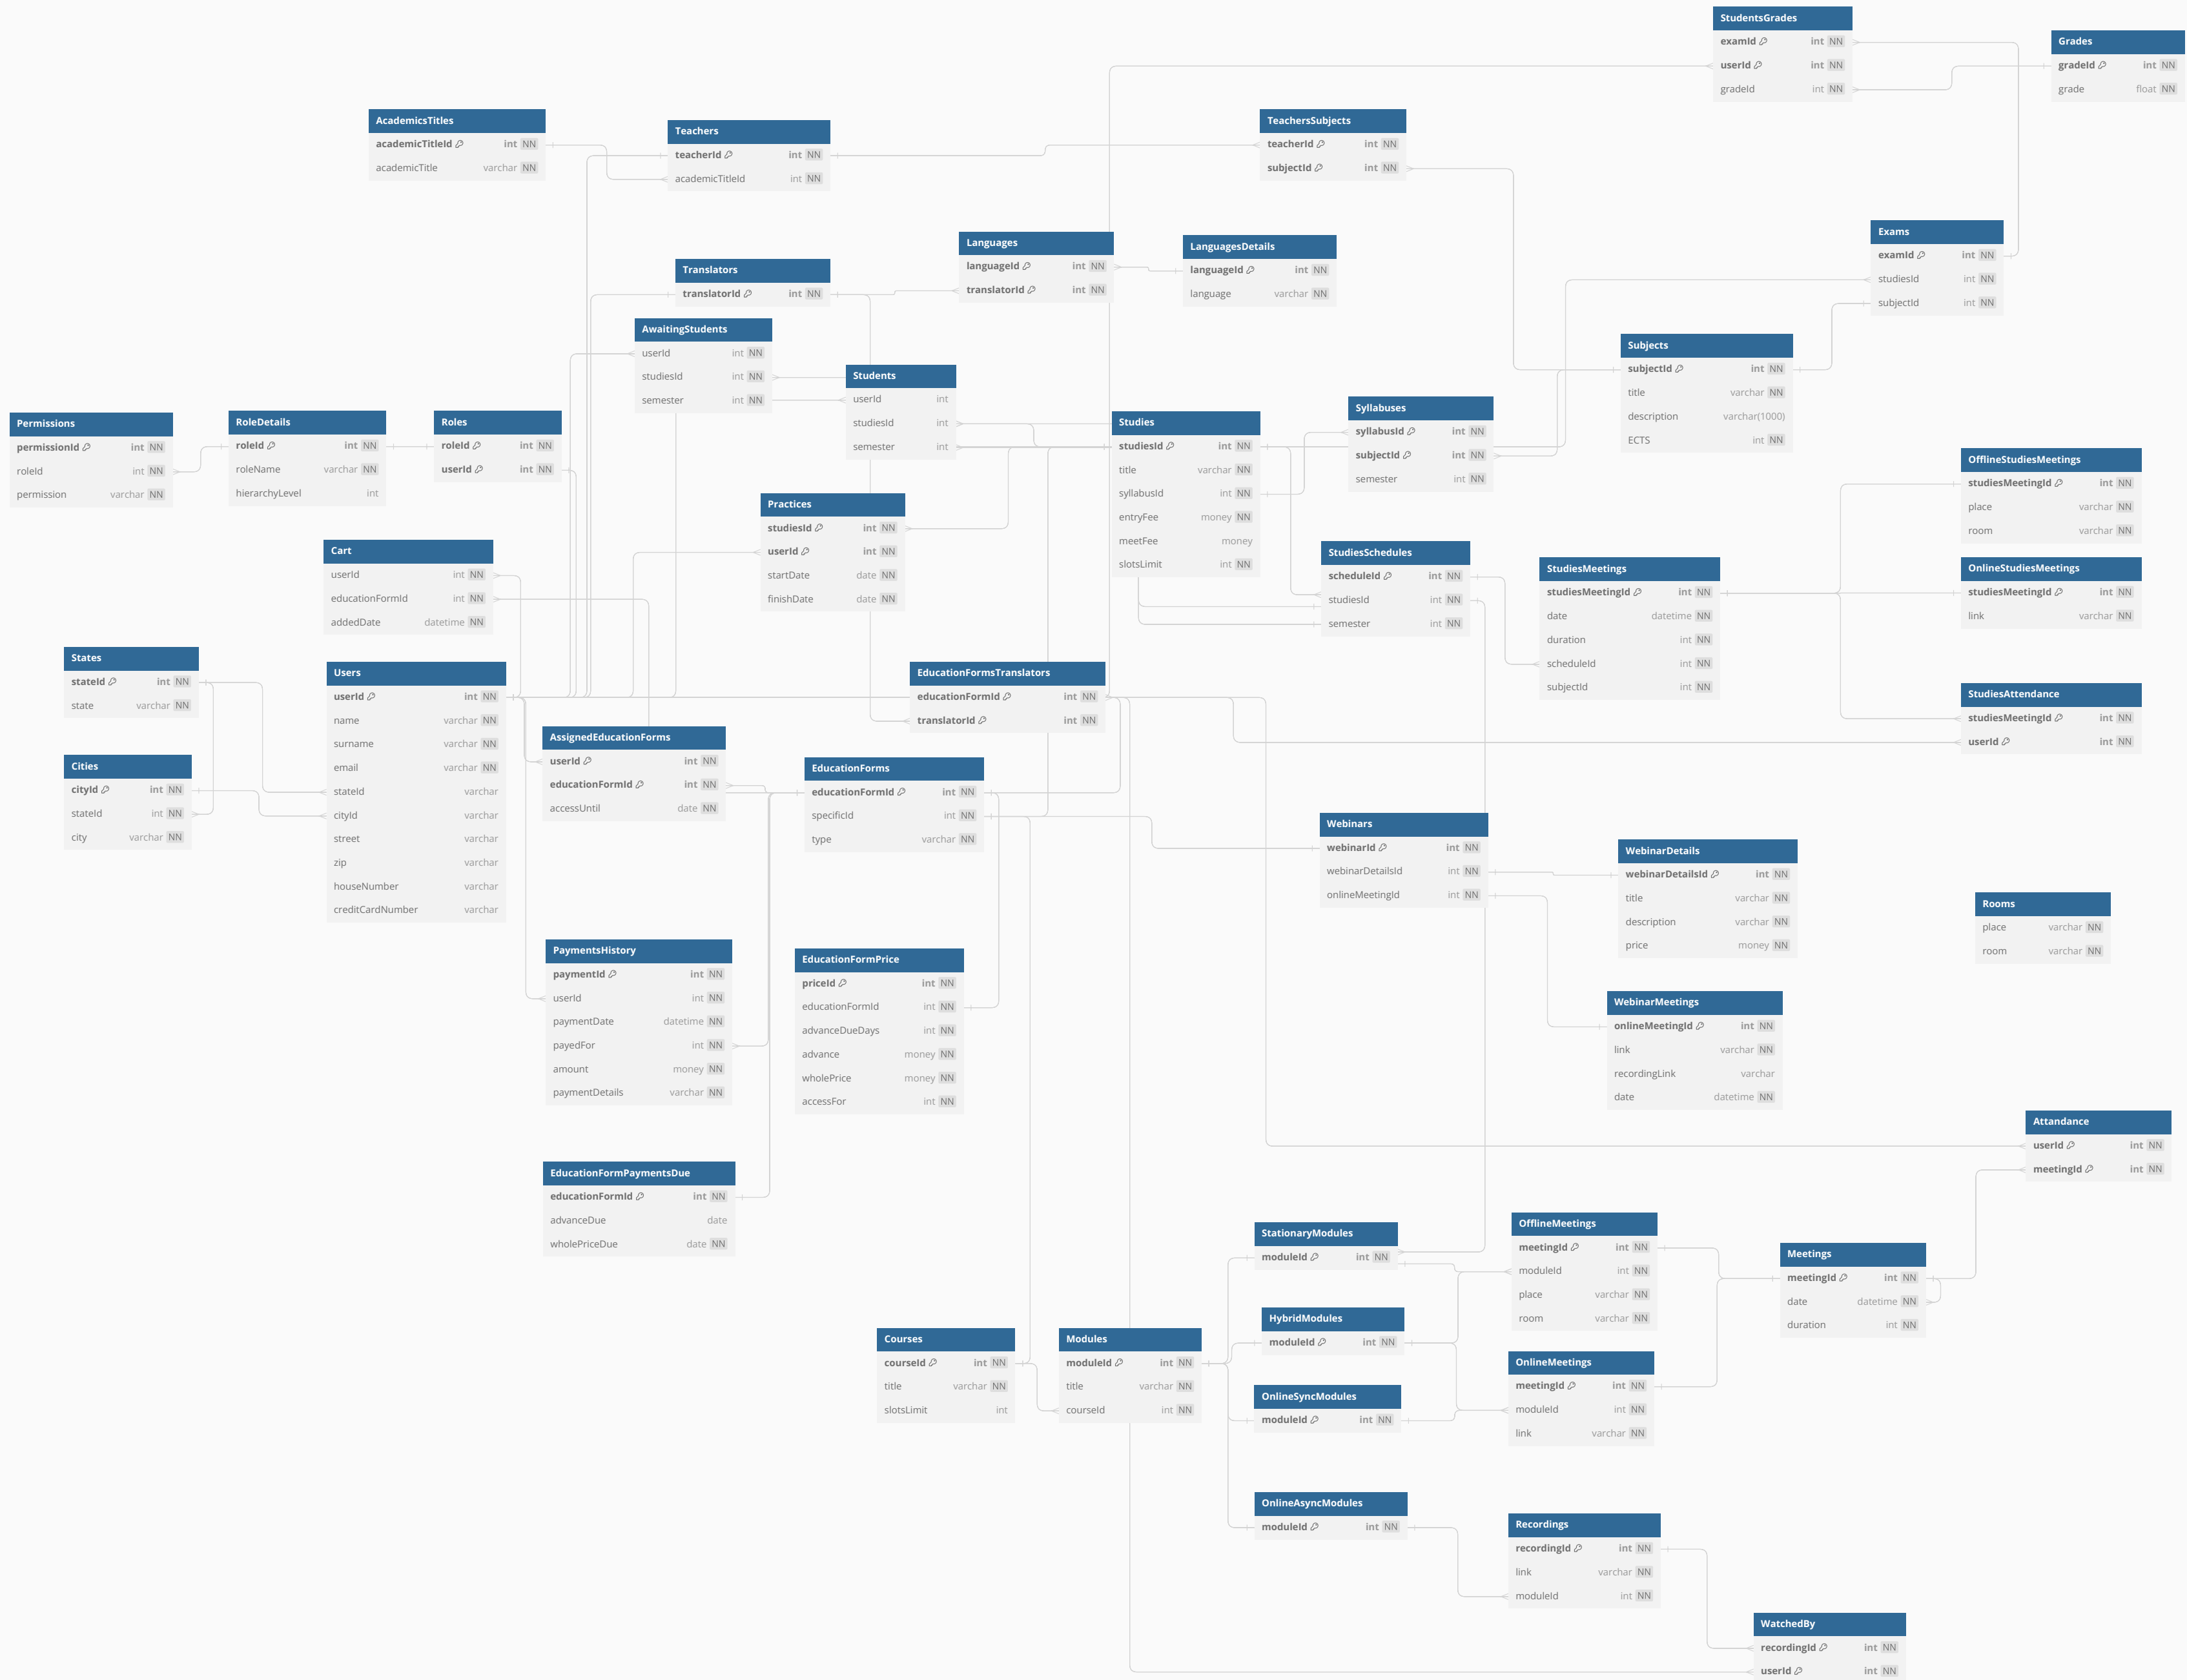 StudentsGrades
examId int NN
userId int NN
gradeId int NN
Grades
gradeId int NN
grade float NN
AcademicsTitles
academicTitleId int NN
academicTitle varchar NN
Teachers
teacherId int NN
academicTitleId int NN
TeachersSubjects
teacherId int NN
subjectId int NN
Exams
examId int NN
studiesId int NN
subjectId int NN
Languages
languageId int NN
translatorId int NN
LanguagesDetails
languageId int NN
language varchar NN
Translators
translatorId int NN
AwaitingStudents
userId int NN
studiesId int NN
semester int NN
Subjects
subjectId int NN
title varchar NN
description varchar(1000)
ECTS int NN
Students
userId int
studiesId int
semester int
Syllabuses
syllabusId int NN
subjectId int NN
semester int NN
Permissions
permissionId int NN
roleId int NN
permission varchar NN
RoleDetails
roleId int NN
roleName varchar NN
hierarchyLevel int
Roles
roleId int NN
userId int NN
Studies
studiesId int NN
title varchar NN
syllabusId int NN
entryFee money NN
meetFee money
slotsLimit int NN
OfflineStudiesMeetings
studiesMeetingId int NN
place varchar NN
room varchar NN
Practices
studiesId int NN
userId int NN
startDate date NN
finishDate date NN
Cart
userId int NN
educationFormId int NN
addedDate datetime NN
StudiesSchedules
scheduleId int NN
studiesId int NN
semester int NN
StudiesMeetings
studiesMeetingId int NN
date datetime NN
duration int NN
scheduleId int NN
subjectId int NN
OnlineStudiesMeetings
studiesMeetingId int NN
link varchar NN
States
stateId int NN
state varchar NN
Users
userId int NN
name varchar NN
surname varchar NN
email varchar NN
stateId varchar
cityId varchar
street varchar
zip varchar
houseNumber varchar
creditCardNumber varchar
EducationFormsTranslators
educationFormId int NN
translatorId int NN
StudiesAttendance
studiesMeetingId int NN
userId int NN
AssignedEducationForms
userId int NN
educationFormId int NN
accessUntil date NN
Cities
cityId int NN
stateId int NN
city varchar NN
EducationForms
educationFormId int NN
specificId int NN
type varchar NN
Webinars
webinarId int NN
webinarDetailsId int NN
onlineMeetingId int NN
WebinarDetails
webinarDetailsId int NN
title varchar NN
description varchar NN
price money NN
Rooms
place varchar NN
room varchar NN
PaymentsHistory
paymentId int NN
userId int NN
paymentDate datetime NN
payedFor int NN
amount money NN
paymentDetails varchar NN
EducationFormPrice
priceId int NN
educationFormId int NN
advanceDueDays int NN
advance money NN
wholePrice money NN
accessFor int NN
WebinarMeetings
onlineMeetingId int NN
link varchar NN
recordingLink varchar
date datetime NN
Attandance
userId int NN
meetingId int NN
EducationFormPaymentsDue
educationFormId int NN
advanceDue date
wholePriceDue date NN
StationaryModules
moduleId int NN
OfflineMeetings
meetingId int NN
moduleId int NN
place varchar NN
room varchar NN
Meetings
meetingId int NN
date datetime NN
duration int NN
HybridModules
moduleId int NN
Courses
courseId int NN
title varchar NN
slotsLimit int
Modules
moduleId int NN
title varchar NN
courseId int NN
OnlineMeetings
meetingId int NN
moduleId int NN
link varchar NN
OnlineSyncModules
moduleId int NN
OnlineAsyncModules
moduleId int NN
Recordings
recordingId int NN
link varchar NN
moduleId int NN
WatchedBy
recordingId int NN
userId int NN